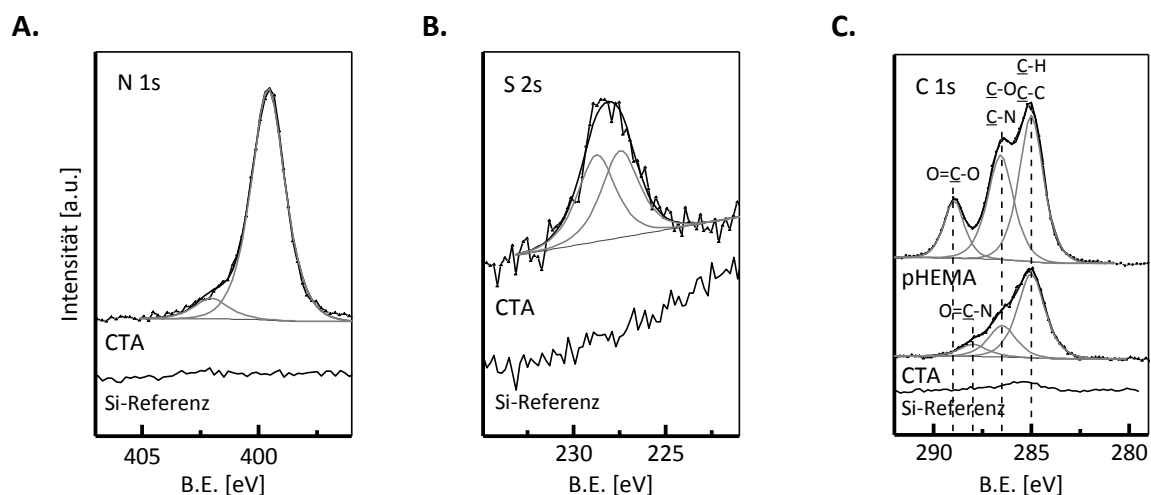 A.
N 1s
Intensität [a.u.]
CTA
Si-Referenz
405
400
B.E. [eV]
B.
S 2s
CTA
Si-Referenz
230
225
B.E. [eV]
C.
C 1s
C-H
C-O C-C
C-N
O=C-O
pHEMA
O=C-N
CTA
Si-Referenz
290
285
280
B.E. [eV]